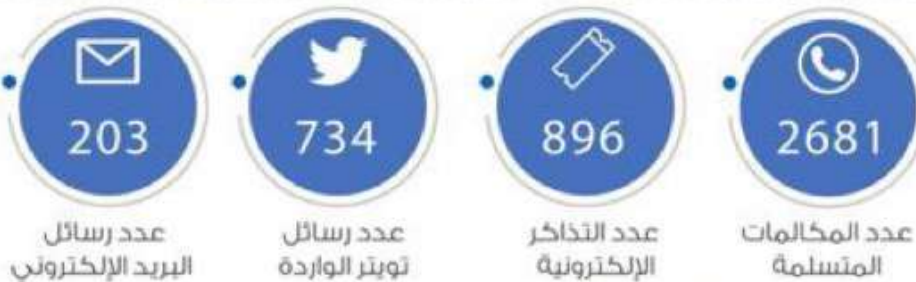 2681
عدد المكالمات
المتسلمة
896
عدد التذاكر
الإلكترونية
734
عدد رسائل
تويتر الواردة
203
عدد رسائل
البريد الإلكتروني